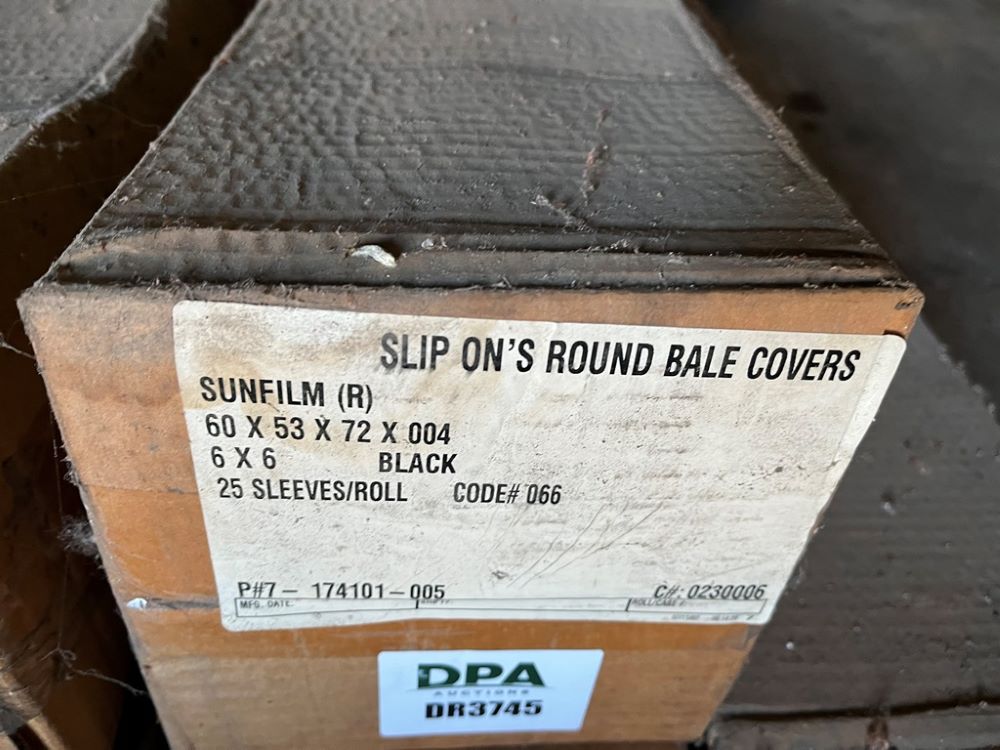 SLIP ON'S ROUND BALE COVERS
SUNFILM (R)
60 X 53 X 72 X 004
6 X 6 BLACK
25 SLEEVES/ROLL CODE# 066
P#7- 174101-005 C#: 0230006
MFG. DATE:
DPA
AUCTIONS
DR3745